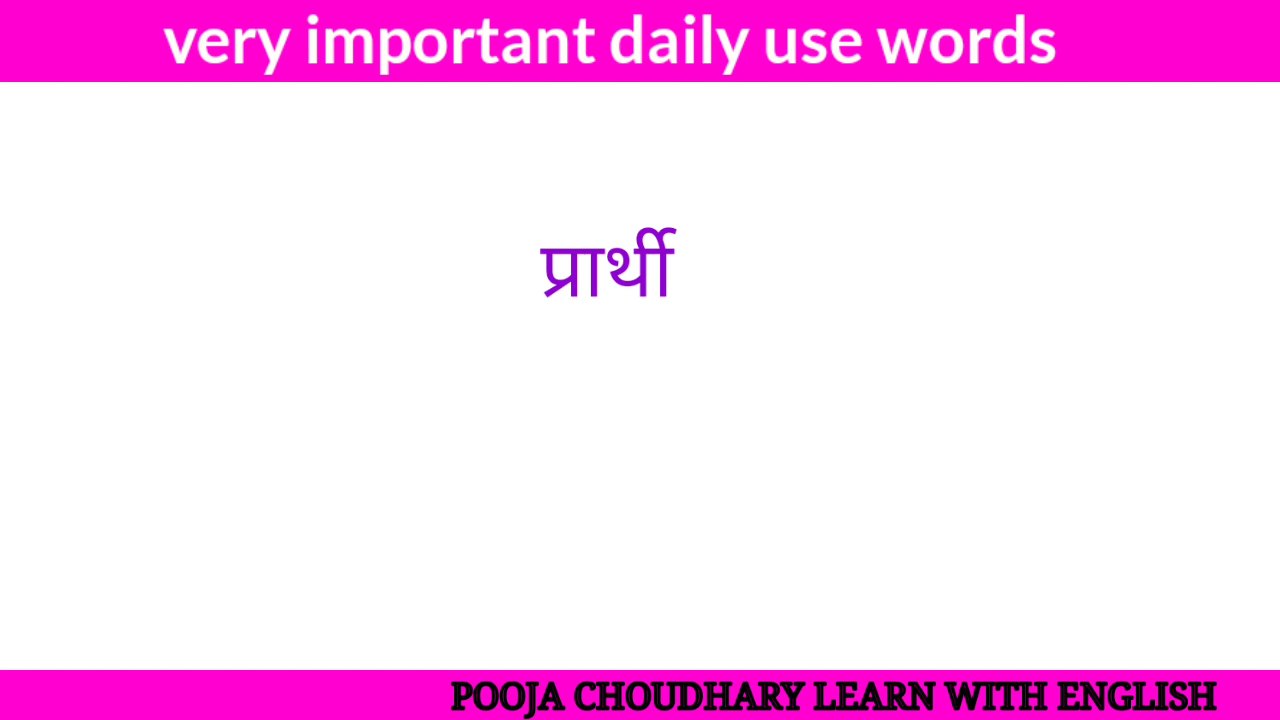 very important daily use words
प्रार्थी
POOJA CHOUDHARY LEARN WITH ENGLISH